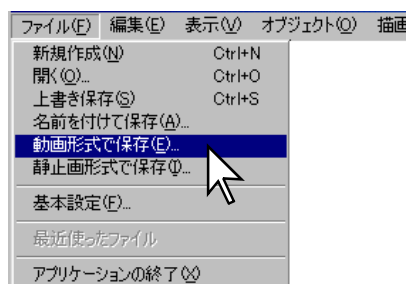 ファイル(F) 編集(E) 表示(V) オブジェクト(O) 描画
新規作成(N) Ctrl+N
開く(O)... Ctrl+O
上書き保存(S) Ctrl+S
名前を付けて保存(A)...
動画形式で保存(E)...
静止画形式で保存(I)...
基本設定(F)...
最近使ったファイル
アプリケーションの終了(X)